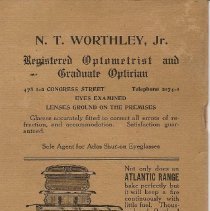 N. T. WORTHLEY, Jr.
Registered Optometrist and
Graduate Optician
478 1-2 CONGRESS STREET Telephone 2074-1
EYES EXAMINED
LENSES GROUND ON THE PREMISES
Glasses accurately fitted to correct all errors of re-
fraction, and accommodation. Satisfaction guar-
anteed.
Sole Agent for Atlas Shur-on Eyeglasses
Not only does an
ATLANTIC RANGE
bake perfectly but
it will keep a fire
continuously with
little fuel. Thous-